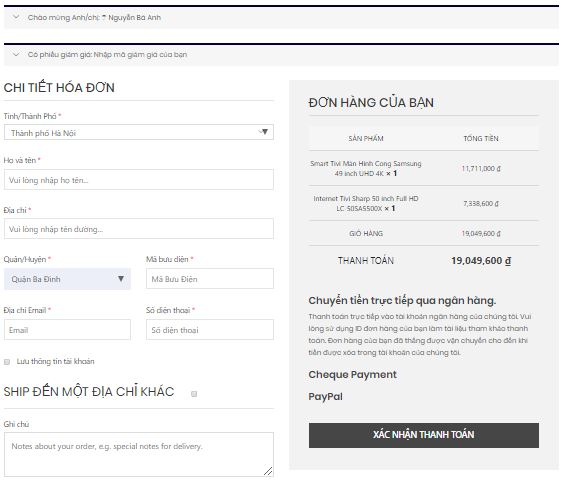 Chào mừng Anh/chị: " Nguyễn Bá Anh
Có phiếu giảm giá: Nhập mã giảm giá của bạn
CHI TIẾT HÓA ĐƠN
Tỉnh/Thành Phố *
Thành phố Hà Nội
Họ và tên *
Vui lòng nhập họ tên...
Địa chỉ *
Vui lòng nhập tên đường...
Quận/Huyện * Mã bưu điện *
Quận Ba Đình Mã Bưu Điện
Địa chỉ Email * Số điện thoại *
Email Số điện thoại
Lưu thông tin tài khoản
SHIP ĐẾN MỘT ĐỊA CHỈ KHÁC
Ghi chú
Notes about your order, e.g. special notes for delivery.
ĐƠN HÀNG CỦA BẠN
SẢN PHẨM TỔNG TIỀN
Smart Tivi Màn Hình Cong Samsung
49 inch UHD 4K × 1 11,711,000 ₫
Internet Tivi Sharp 50 inch Full HD
LC-50SA5500X × 1 7,338,600 ₫
GIỎ HÀNG 19,049,600 ₫
THANH TOÁN 19,049,600 ₫
Chuyển tiền trực tiếp qua ngân hàng.
Thanh toán trực tiếp vào tài khoản ngân hàng của chúng tôi. Vui
lòng sử dụng ID đơn hàng của bạn làm tài liệu tham khảo thanh
toán. Đơn hàng của bạn đã thắng được vận chuyển cho đến khi
tiền được xóa trong tài khoản của chúng tôi.
Cheque Payment
PayPal
XÁC NHẬN THANH TOÁN